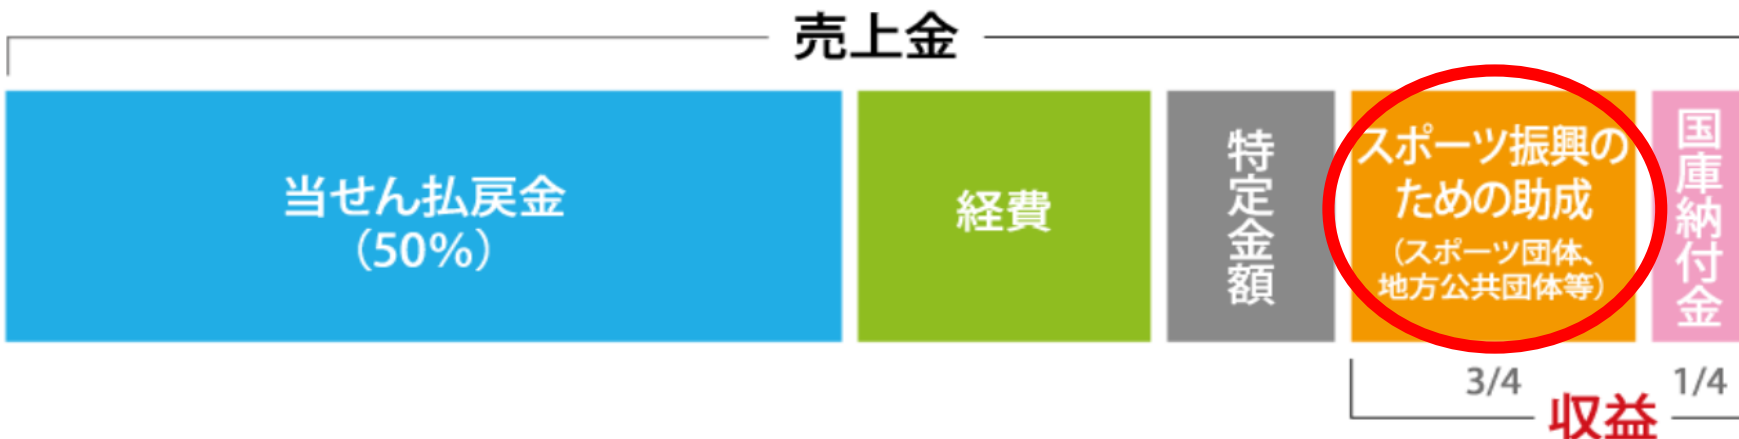 売上金
当せん払戻金
（50%）
経費
特定金額
スポーツ振興の
ための助成
（スポーツ団体、
地方公共団体等）
国庫納付金
3/4
1/4
収益